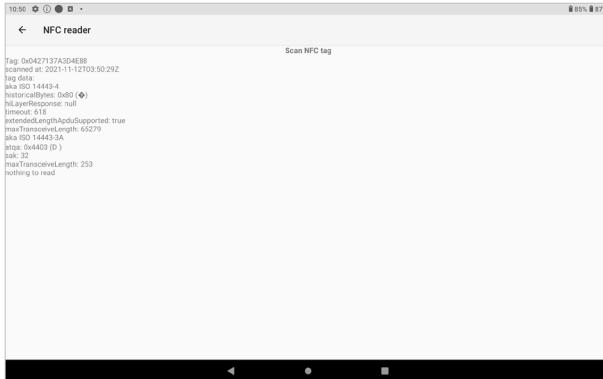 10:50 85% 87
NFC reader
Scan NFC tag
Tag: 0x0427137A3D4E88
scanned at: 2021-11-12T03:50:29Z
tag data:
aka ISO 14443-4
historicalBytes: 0x80 (�)
hiLayerResponse: null
timeout: 618
extendedLengthApduSupported: true
maxTransceiveLength: 65279
aka ISO 14443-3A
atqa: 0x4403 (D )
sak: 32
maxTransceiveLength: 253
nothing to read